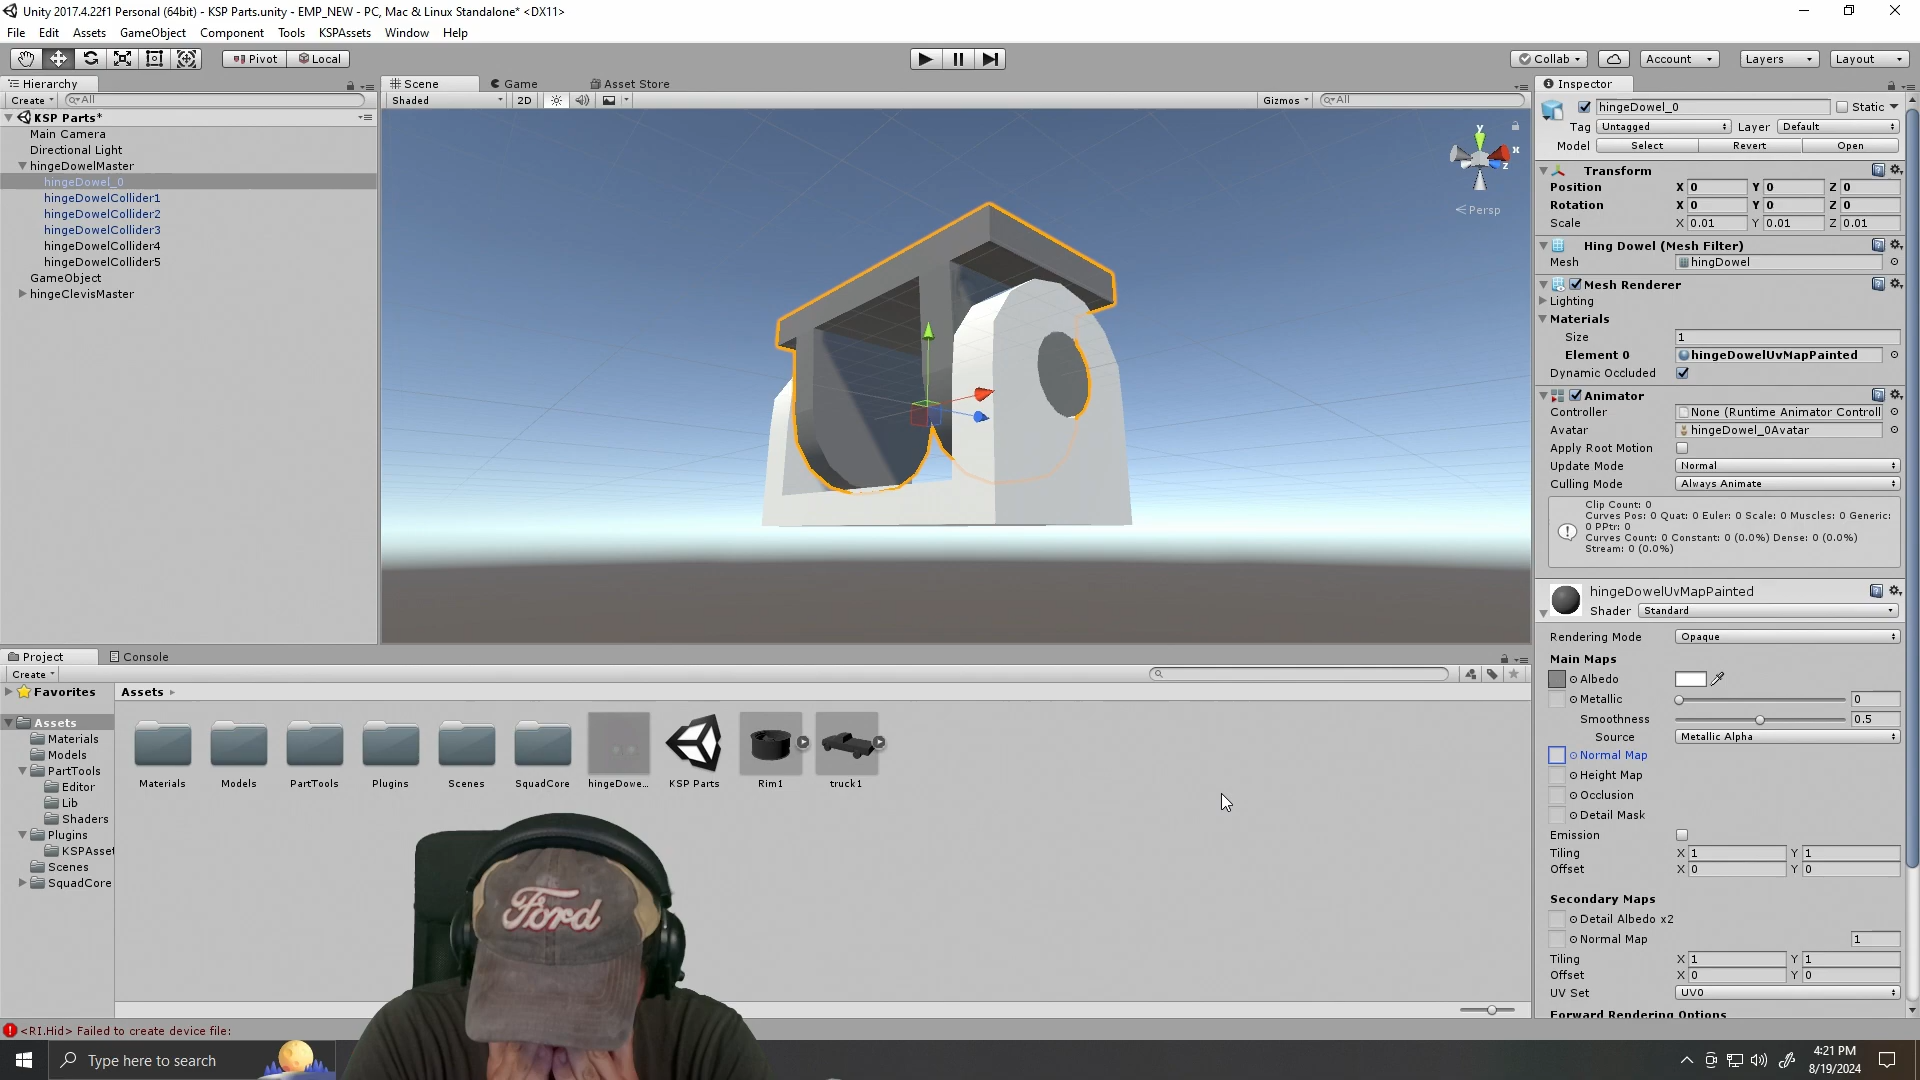 Unity 2017.4.22f1 Personal (64bit) - KSP Parts.unity - EMP_NEW - PC, Mac & Linux Standalone* <DX11>
File Edit Assets GameObject Component Tools KSPAssets Window Help
Pivot Local Collab Account Layers Layout
Hierarchy
Create All
KSP Parts*
Main Camera
Directional Light
hingeDowelMaster
hingeDowel_0
hingeDowelCollider1
hingeDowelCollider2
hingeDowelCollider3
hingeDowelCollider4
hingeDowelCollider5
GameObject
hingeClevisMaster
Scene Game Asset Store
Shaded 2D Gizmos All
y
x
z
Persp
Inspector
hingeDowel_0 Static
Tag Untagged Layer Default
Model Select Revert Open
Transform
Position X 0 Y 0 Z 0
Rotation X 0 Y 0 Z 0
Scale X 0.01 Y 0.01 Z 0.01
Hing Dowel (Mesh Filter)
Mesh hingDowel
Mesh Renderer
Lighting
Materials
Size 1
Element 0 hingeDowelUvMapPainted
Dynamic Occluded
Animator
Controller None (Runtime Animator Controll
Avatar hingeDowel_0Avatar
Apply Root Motion
Update Mode Normal
Culling Mode Always Animate
Clip Count: 0
Curves Pos: 0 Quat: 0 Euler: 0 Scale: 0 Muscles: 0 Generic:
0 PPtr: 0
Curves Count: 0 Constant: 0 (0.0%) Dense: 0 (0.0%)
Stream: 0 (0.0%)
hingeDowelUvMapPainted
Shader Standard
Rendering Mode Opaque
Main Maps
Albedo
Metallic 0
Smoothness 0.5
Source Metallic Alpha
Normal Map
Height Map
Occlusion
Detail Mask
Emission
Tiling X 1 Y 1
Offset X 0 Y 0
Secondary Maps
Detail Albedo x2
Normal Map 1
Tiling X 1 Y 1
Offset X 0 Y 0
UV Set UV0
Forward Rendering Options
Project Console
Create
Favorites
Assets
Materials
Models
PartTools
Editor
Lib
Shaders
Plugins
KSPAsset
Scenes
SquadCore
Assets
Materials Models PartTools Plugins Scenes SquadCore hingeDowe... KSP Parts Rim1 truck1
Ford
<RI.Hid> Failed to create device file:
Type here to search
4:21 PM
8/19/2024